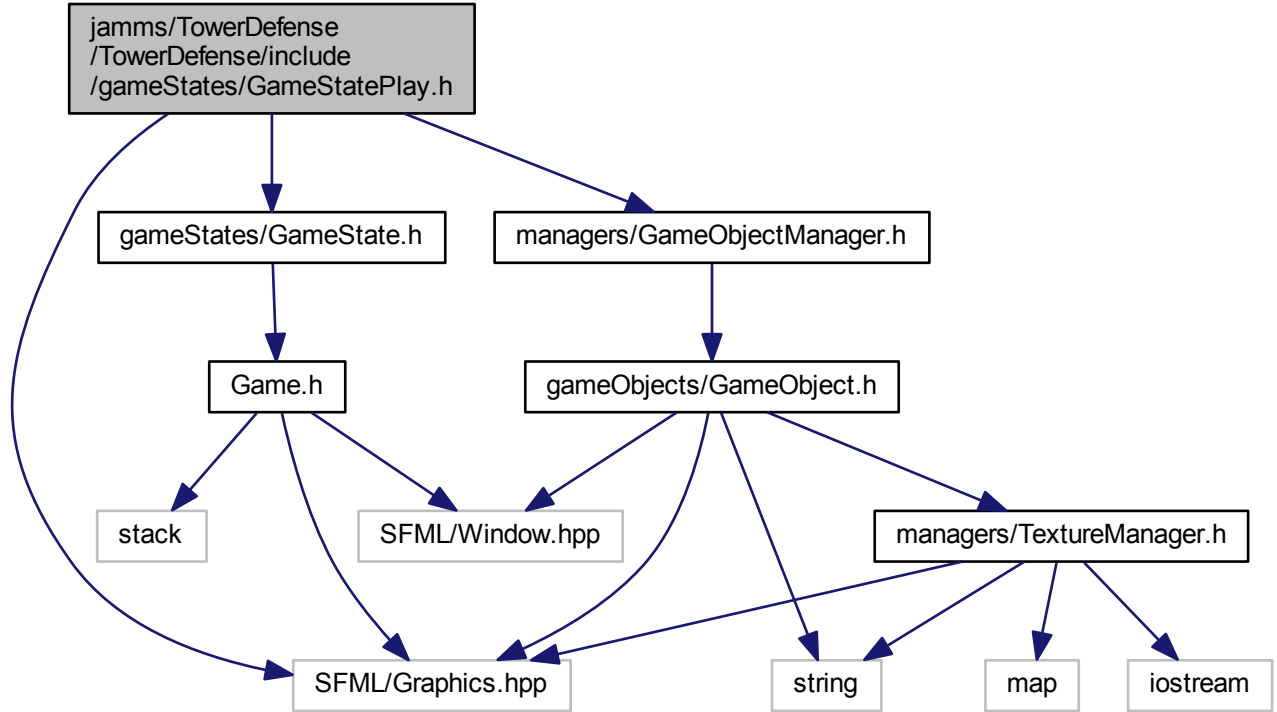 jamms/TowerDefense
/TowerDefense/include
/gameStates/GameStatePlay.h
gameStates/GameState.h
managers/GameObjectManager.h
Game.h
gameObjects/GameObject.h
stack
SFML/Window.hpp
managers/TextureManager.h
SFML/Graphics.hpp
string
map
iostream